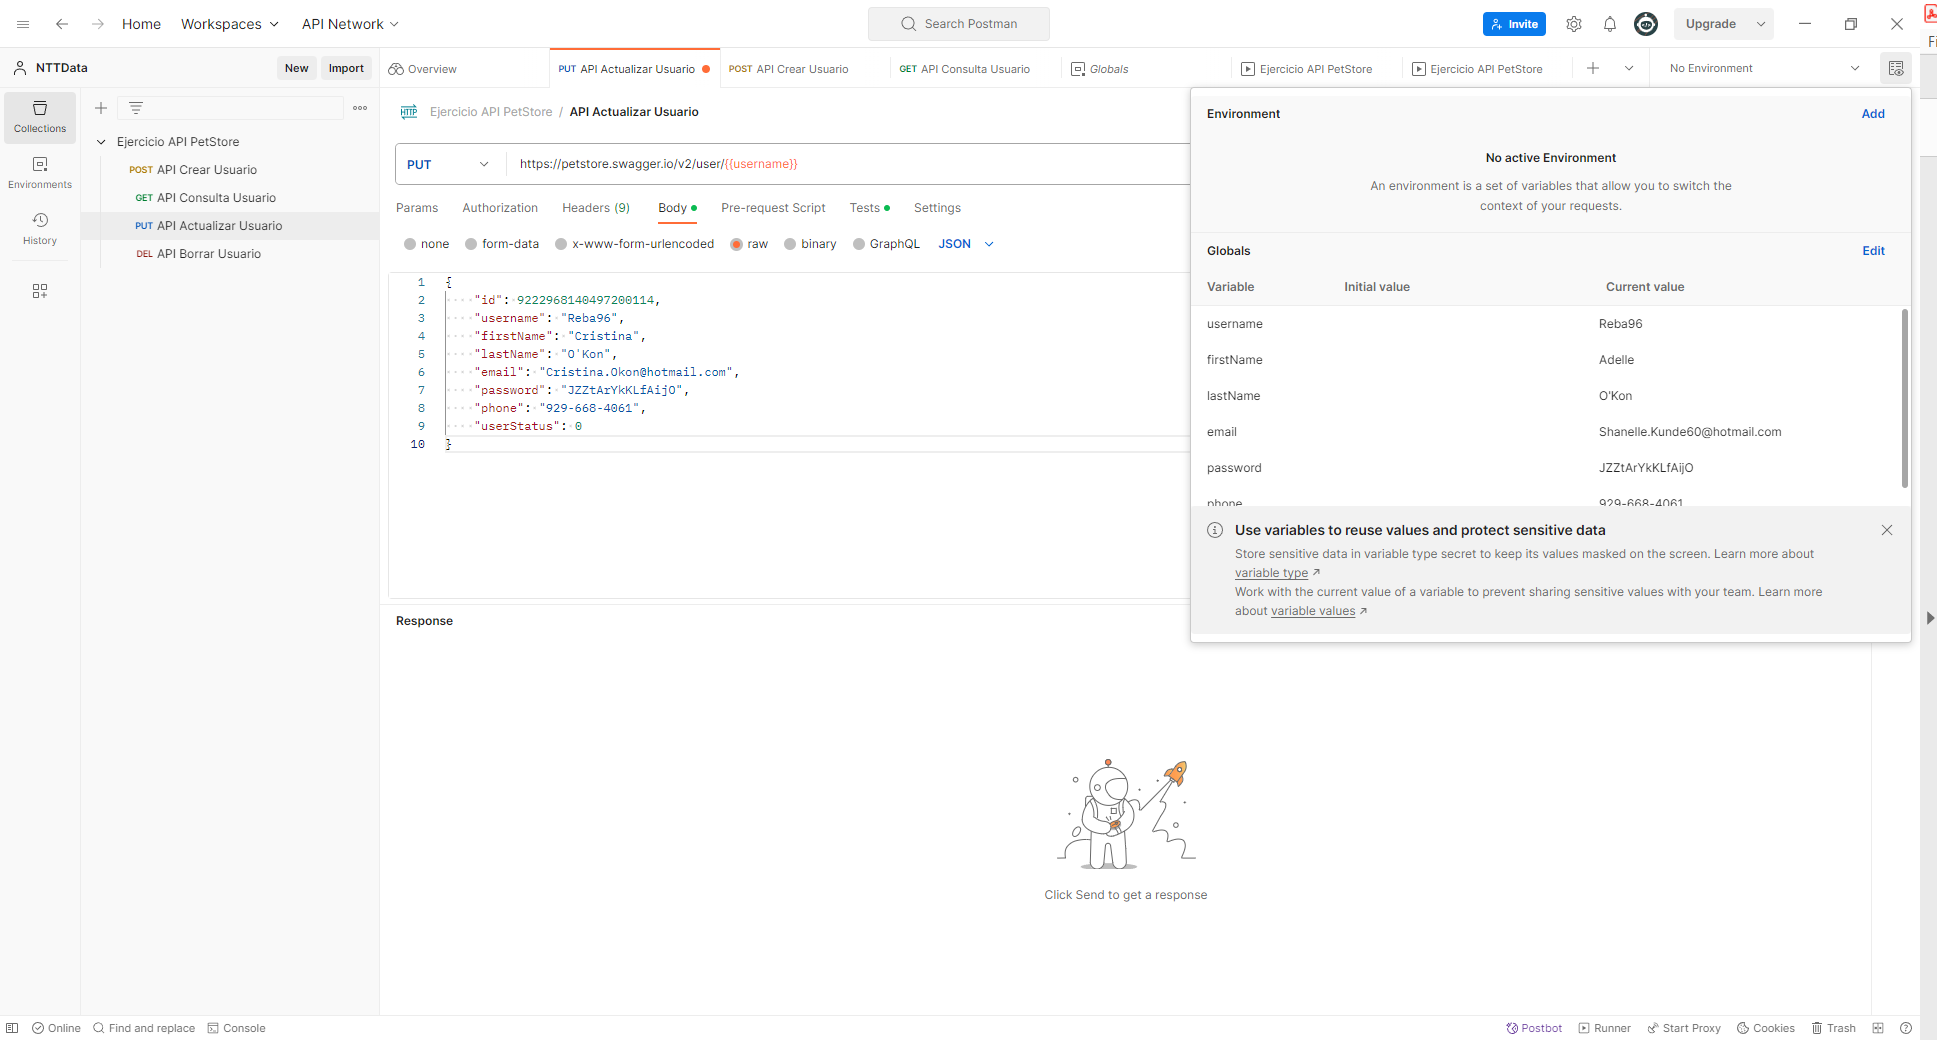 Home Workspaces API Network Search Postman Invite Upgrade
Fi
NTTData New Import Overview PUT API Actualizar Usuario POST API Crear Usuario GET API Consulta Usuario Globals Ejercicio API PetStore Ejercicio API PetStore No Environment
Collections
Environments
History
Ejercicio API PetStore
POST API Crear Usuario
GET API Consulta Usuario
PUT API Actualizar Usuario
DEL API Borrar Usuario
HTTP Ejercicio API PetStore / API Actualizar Usuario
PUT https://petstore.swagger.io/v2/user/{{username}}
Params Authorization Headers (9) Body Pre-request Script Tests Settings
none form-data x-www-form-urlencoded raw binary GraphQL JSON
1 {
2 "id": 9222968140497200114,
3 "username": "Reba96",
4 "firstName": "Cristina",
5 "lastName": "O'Kon",
6 "email": "Cristina.Okon@hotmail.com",
7 "password": "JZZtArYkKLfAijO",
8 "phone": "929-668-4061",
9 "userStatus": 0
10 }
Environment Add
No active Environment
An environment is a set of variables that allow you to switch the
context of your requests.
Globals Edit
Variable Initial value Current value
username Reba96
firstName Adelle
lastName O'Kon
email Shanelle.Kunde60@hotmail.com
password JZZtArYkKLfAijO
phone 929-668-4061
Use variables to reuse values and protect sensitive data
Store sensitive data in variable type secret to keep its values masked on the screen. Learn more about
variable type ↗
Work with the current value of a variable to prevent sharing sensitive values with your team. Learn more
about variable values ↗
Response
Click Send to get a response
Online Find and replace Console Postbot Runner Start Proxy Cookies Trash